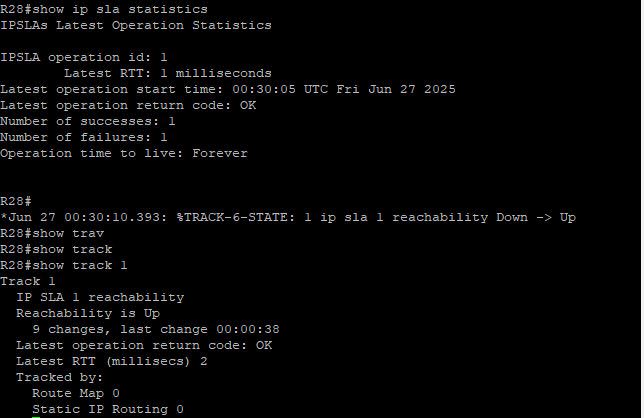 R28#show ip sla statistics
IPSLAs Latest Operation Statistics
IPSLA operation id: 1
Latest RTT: 1 milliseconds
Latest operation start time: 00:30:05 UTC Fri Jun 27 2025
Latest operation return code: OK
Number of successes: 1
Number of failures: 1
Operation time to live: Forever
R28#
*Jun 27 00:30:10.393: %TRACK-6-STATE: 1 ip sla 1 reachability Down -> Up
R28#show trav
R28#show track
R28#show track 1
Track 1
IP SLA 1 reachability
Reachability is Up
9 changes, last change 00:00:38
Latest operation return code: OK
Latest RTT (millisecs) 2
Tracked by:
Route Map 0
Static IP Routing 0